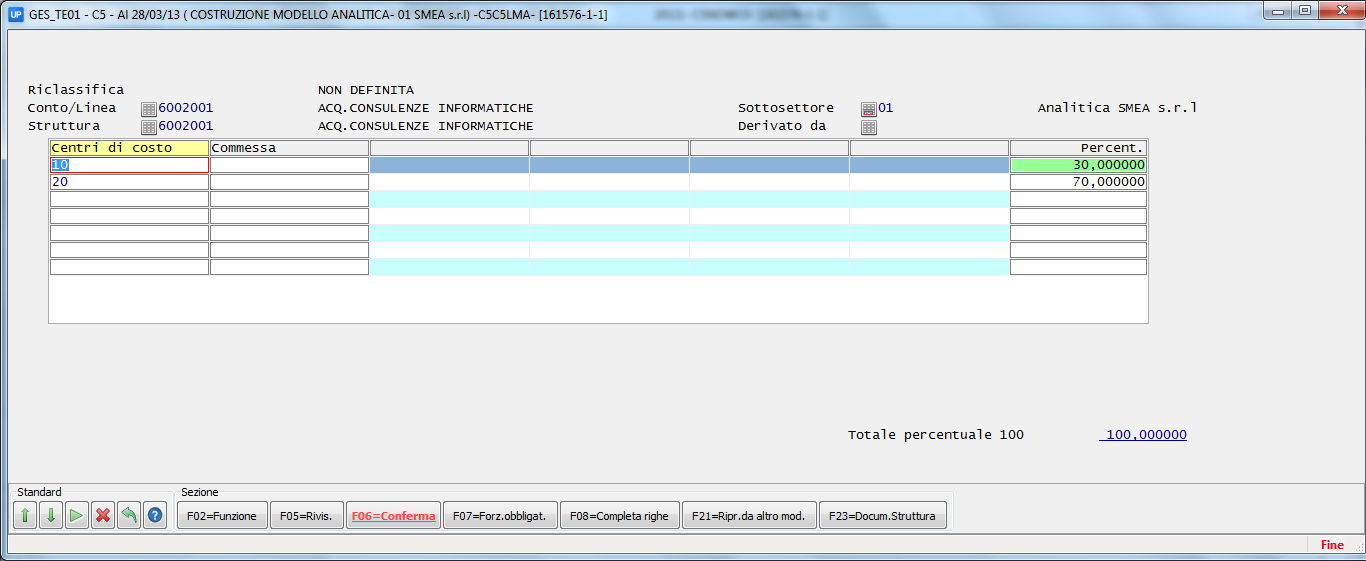 UP GES_TE01 - C5 - Al 28/03/13 ( COSTRUZIONE MODELLO ANALITICA- 01 SMEA s.r.l) -C5C5LMA- [161576-1-1]
Riclassifica NON DEFINITA
Conto/Linea 6002001 ACQ.CONSULENZE INFORMATICHE Sottosettore 01 Analitica SMEA s.r.l
Struttura 6002001 ACQ.CONSULENZE INFORMATICHE Derivato da
Centri di costo Commessa Percent.
10 30,000000
20 70,000000
Totale percentuale 100 100,000000
Standard Sezione
F02=Funzione F05=Rivis. F06=Conferma F07=Forz.obbligat. F08=Completa righe F21=Ripr.da altro mod. F23=Docum.Struttura
Fine